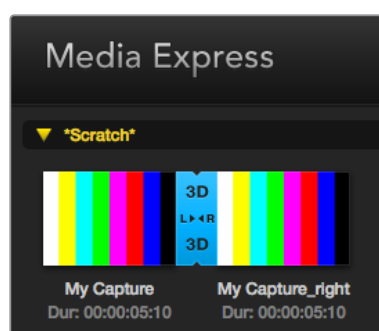 Media Express
*Scratch*
3D
L R
3D
My Capture My Capture_right
Dur: 00:00:05:10 Dur: 00:00:05:10